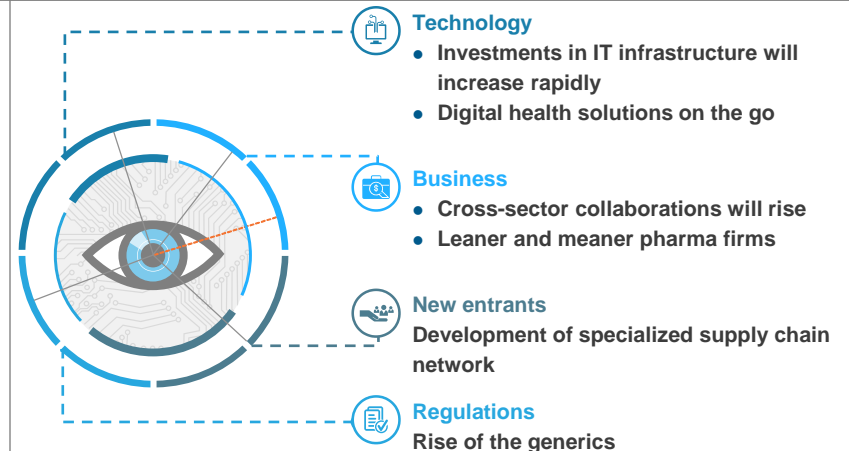 Technology
● Investments in IT infrastructure will
increase rapidly
● Digital health solutions on the go
Business
● Cross-sector collaborations will rise
● Leaner and meaner pharma firms
New entrants
Development of specialized supply chain
network
Regulations
Rise of the generics